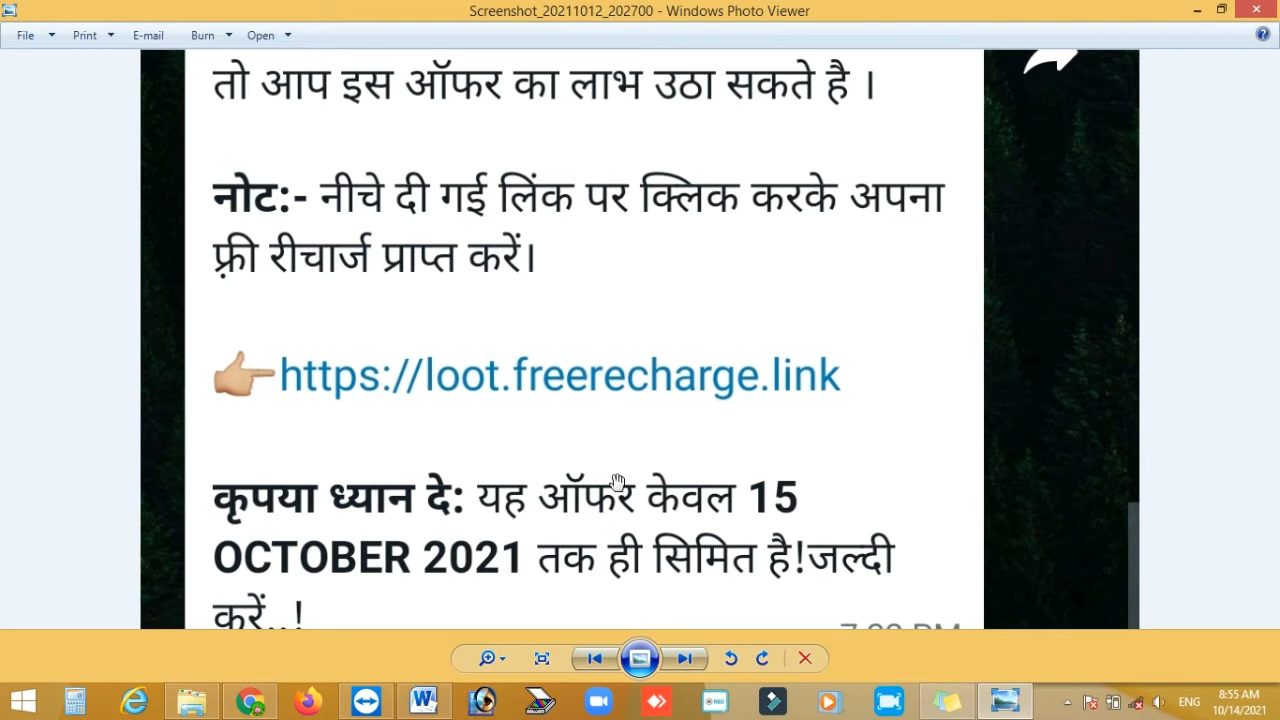 Screenshot_20211012_202700 - Windows Photo Viewer
File Print E-mail Burn Open
तो आप इस ऑफर का लाभ उठा सकते है ।
नोट:- नीचे दी गई लिंक पर क्लिक करके अपना
फ़्री रीचार्ज प्राप्त करें।
👉https://loot.freerecharge.link
कृपया ध्यान दे: यह ऑफर केवल 15
OCTOBER 2021 तक ही सिमित है!जल्दी
करें..!
REC
ENG
8:55 AM
10/14/2021